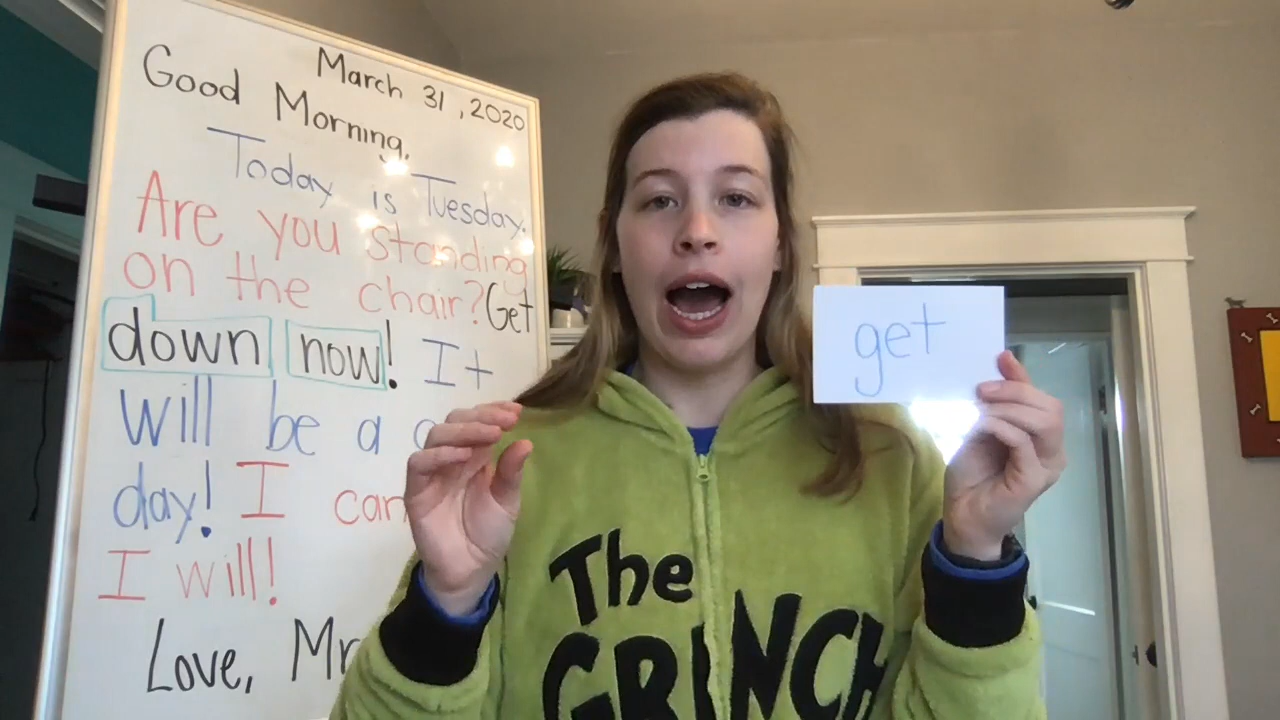 March 31, 2020
Good Morning,
Today is Tuesday.
Are you standing
on the chair? Get
down now! It
will be a
day! I can
I will!
Love, Mr
get
The
GRINCH